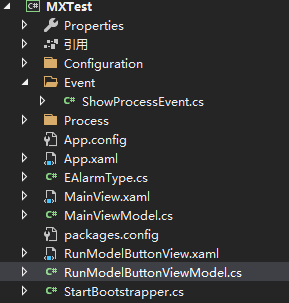 C# MXTest
Properties
引用
Configuration
Event
C# ShowProcessEvent.cs
Process
App.config
App.xaml
C# EAlarmType.cs
MainView.xaml
C# MainViewModel.cs
packages.config
RunModelButtonView.xaml
C# RunModelButtonViewModel.cs
C# StartBootstrapper.cs